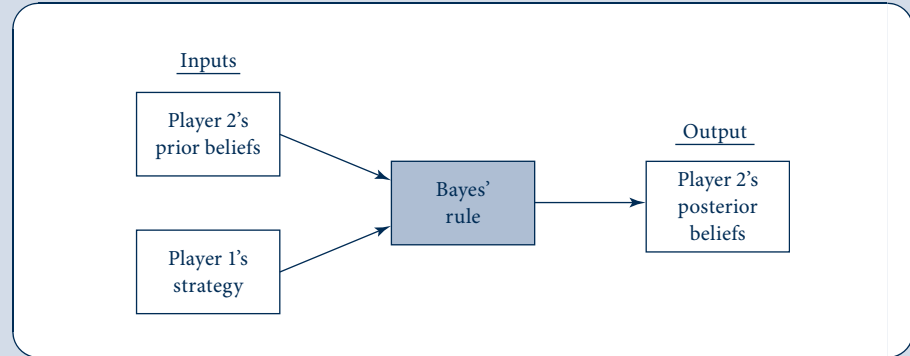 Inputs
Player 2’s
prior beliefs
Player 1’s
strategy
Bayes’
rule
Output
Player 2’s
posterior
beliefs